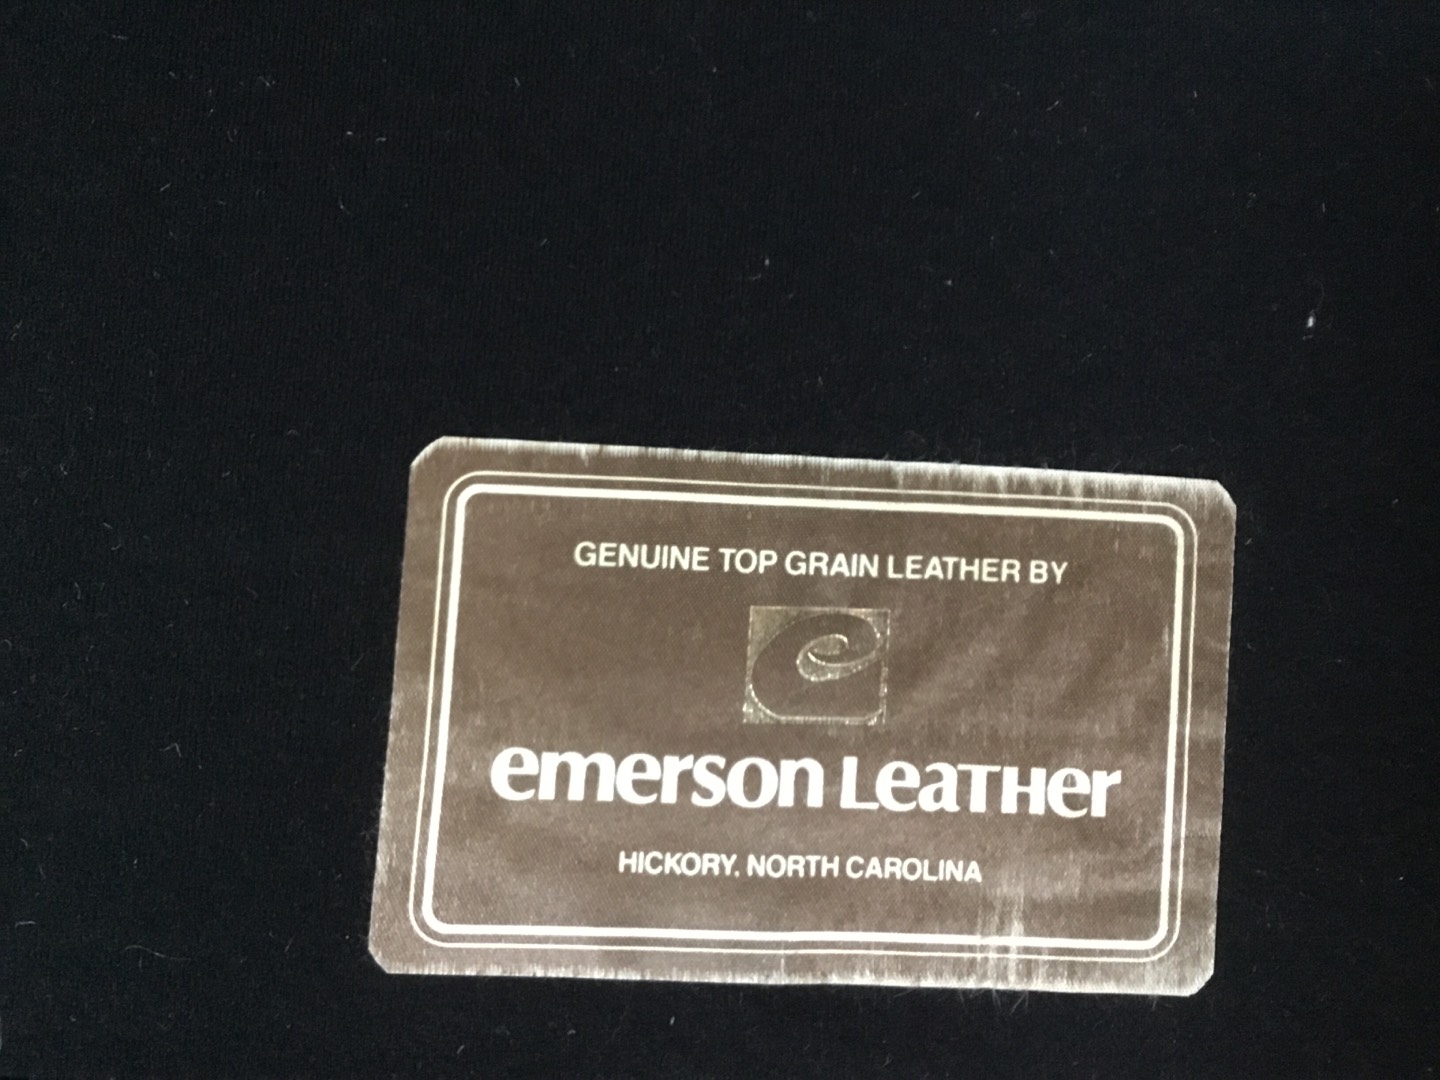 GENUINE TOP GRAIN LEATHER BY
e
emerson LeaTHer
HICKORY, NORTH CAROLINA